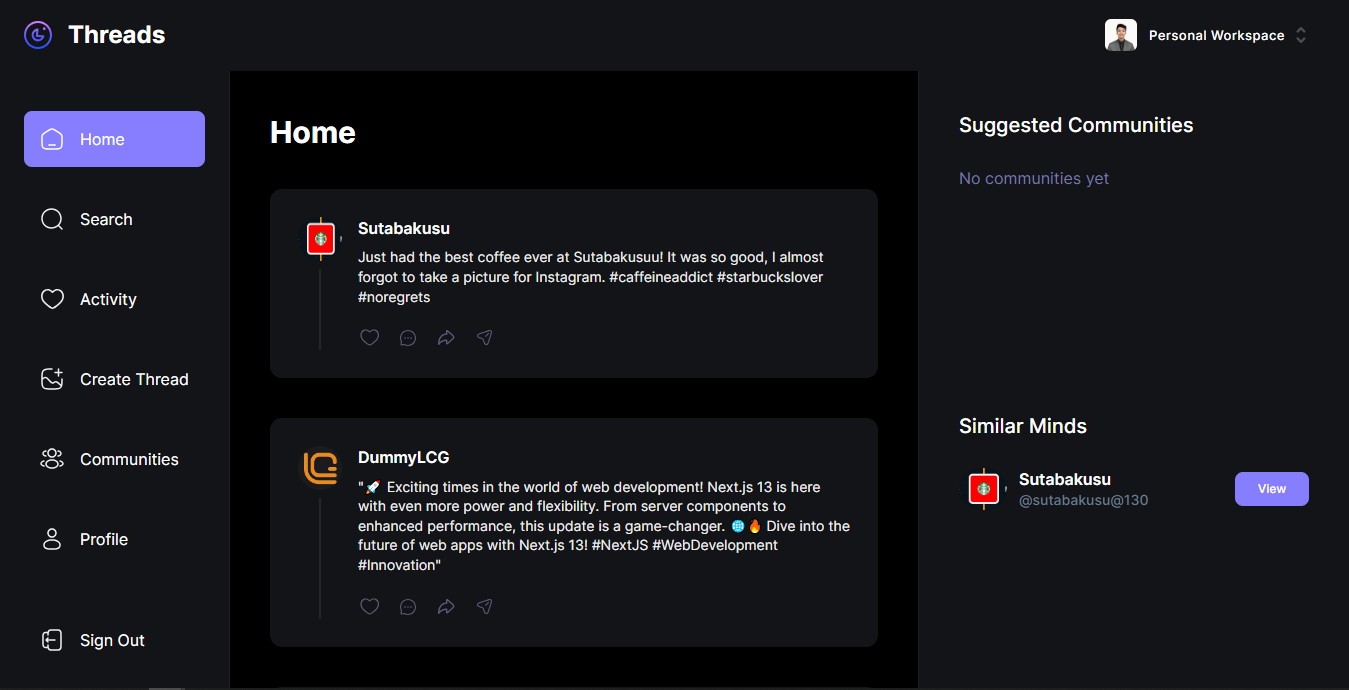 Threads
Personal Workspace
Home
Search
Activity
Create Thread
Communities
Profile
Sign Out
Home
Sutabakusu
Just had the best coffee ever at Sutabakusuu! It was so good, I almost
forgot to take a picture for Instagram. #caffeineaddict #starbuckslover
#noregrets
DummyLCG
"🚀 Exciting times in the world of web development! Next.js 13 is here
with even more power and flexibility. From server components to
enhanced performance, this update is a game-changer. 🌐🔥 Dive into the
future of web apps with Next.js 13! #NextJS #WebDevelopment
#Innovation"
Suggested Communities
No communities yet
Similar Minds
Sutabakusu
@sutabakusu@130
View